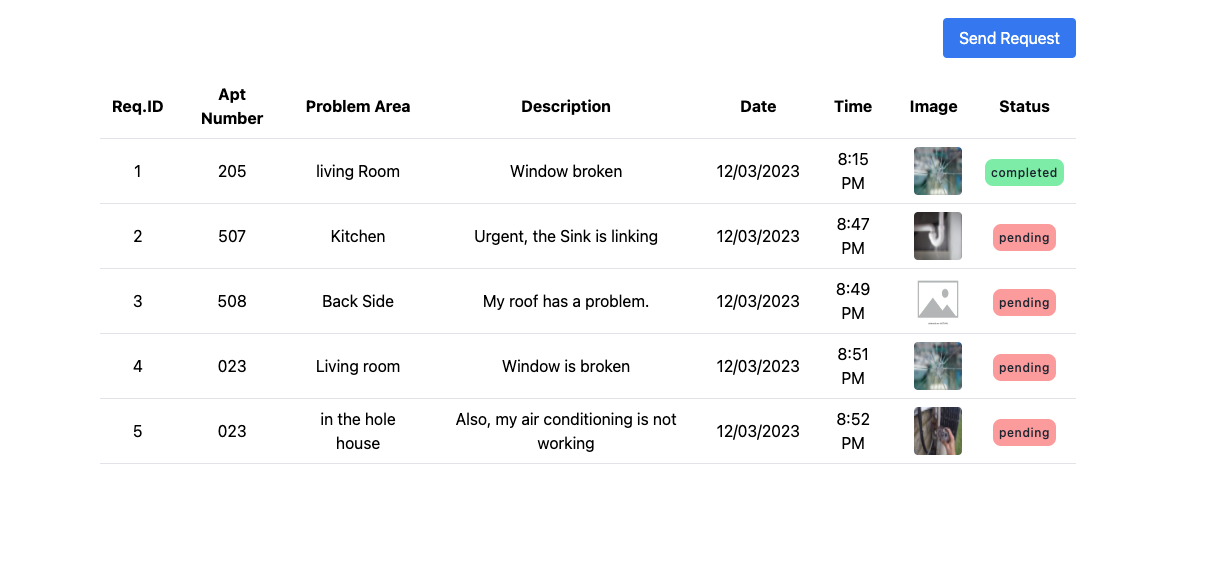 Send Request
Req.ID Apt Number Problem Area Description Date Time Image Status
1 205 living Room Window broken 12/03/2023 8:15 PM completed
2 507 Kitchen Urgent, the Sink is linking 12/03/2023 8:47 PM pending
3 508 Back Side My roof has a problem. 12/03/2023 8:49 PM pending
4 023 Living room Window is broken 12/03/2023 8:51 PM pending
5 023 in the hole house Also, my air conditioning is not working 12/03/2023 8:52 PM pending